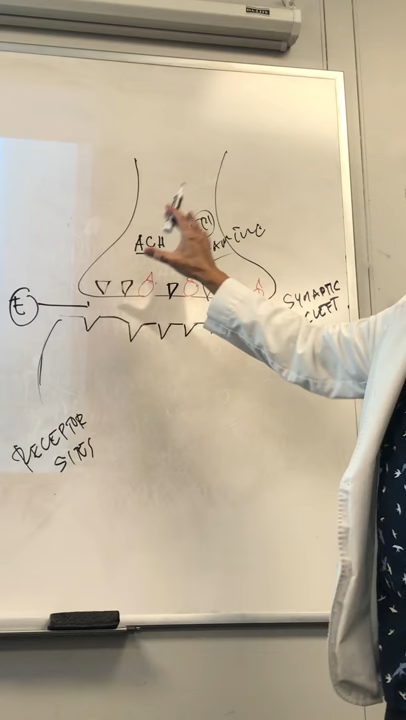 ACH
E
SYNAPTIC
CLEFT
RECEPTOR
SITES